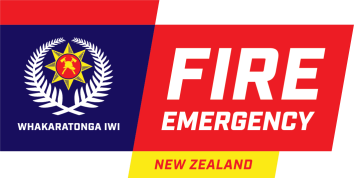 WHAKARATONGA IWI
FIRE
EMERGENCY
NEW ZEALAND